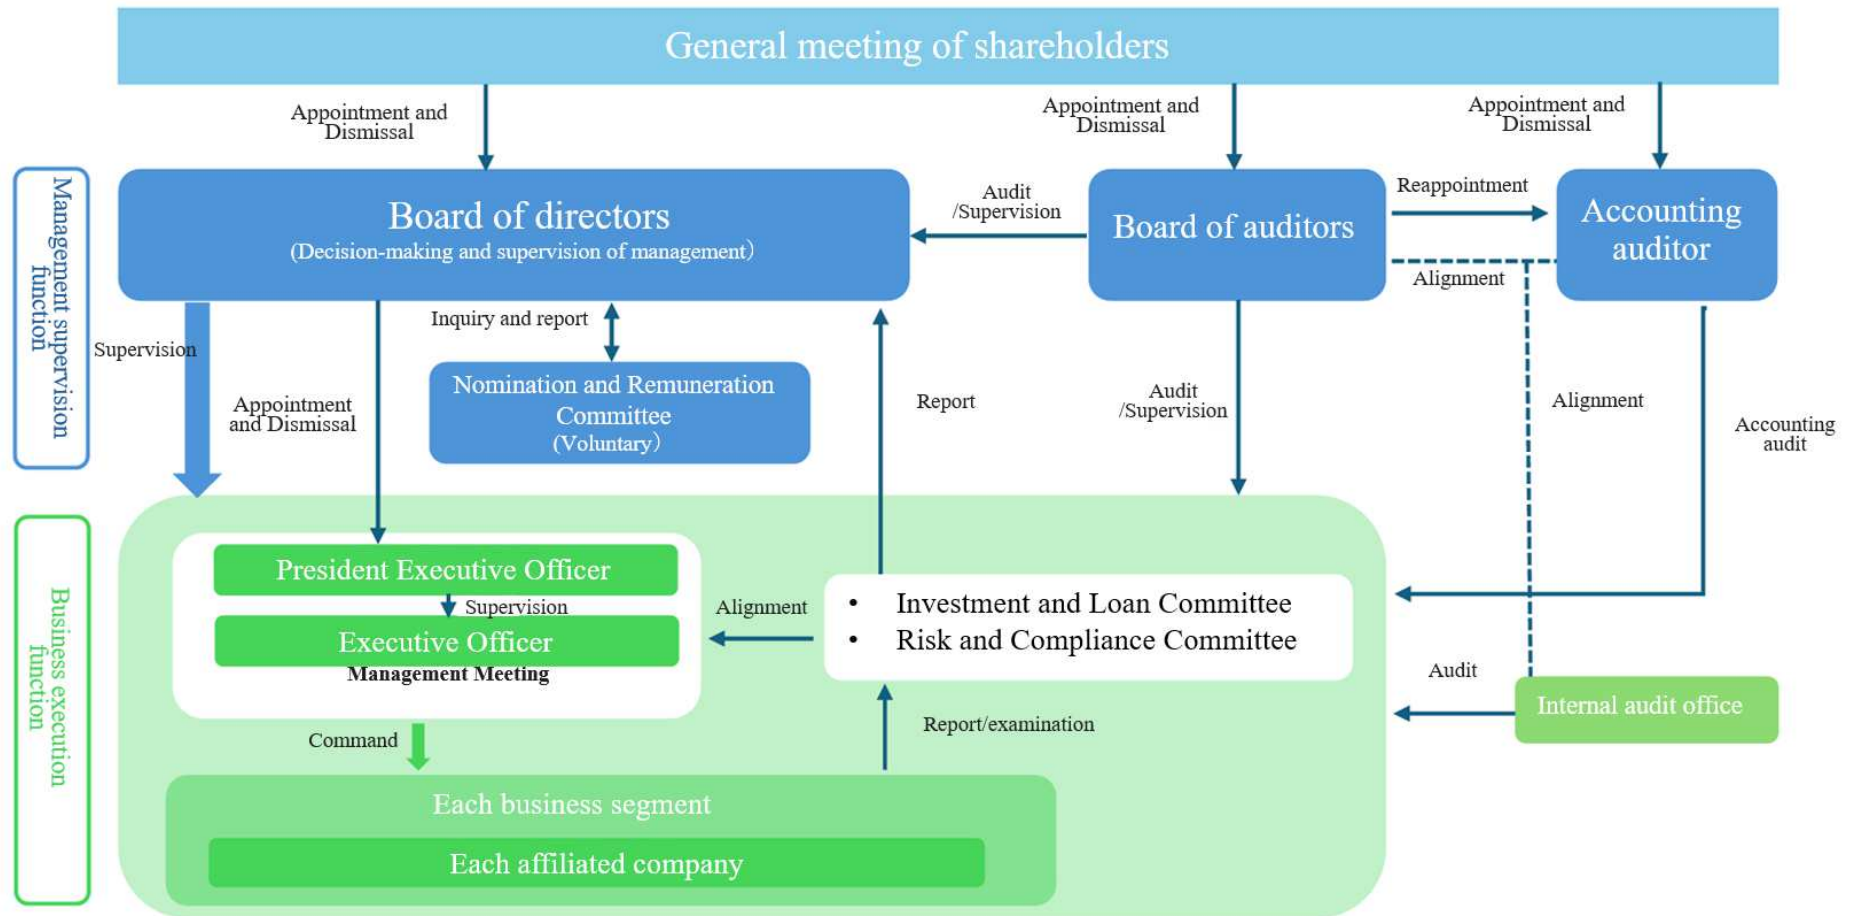 General meeting of shareholders
Appointment and
Dismissal
Appointment and
Dismissal
Appointment and
Dismissal
Management supervision
function
Board of directors
(Decision-making and supervision of management）
Audit
/Supervision
Board of auditors
Reappointment
Alignment
Accounting
auditor
Supervision
Appointment
and Dismissal
Inquiry and report
Nomination and Remuneration
Committee
(Voluntary）
Report
Audit
/Supervision
Alignment
Accounting
audit
Business execution
function
President Executive Officer
Supervision
Executive Officer
Management Meeting
Alignment
• Investment and Loan Committee
• Risk and Compliance Committee
Audit
Internal audit office
Command
Report/examination
Each business segment
Each affiliated company